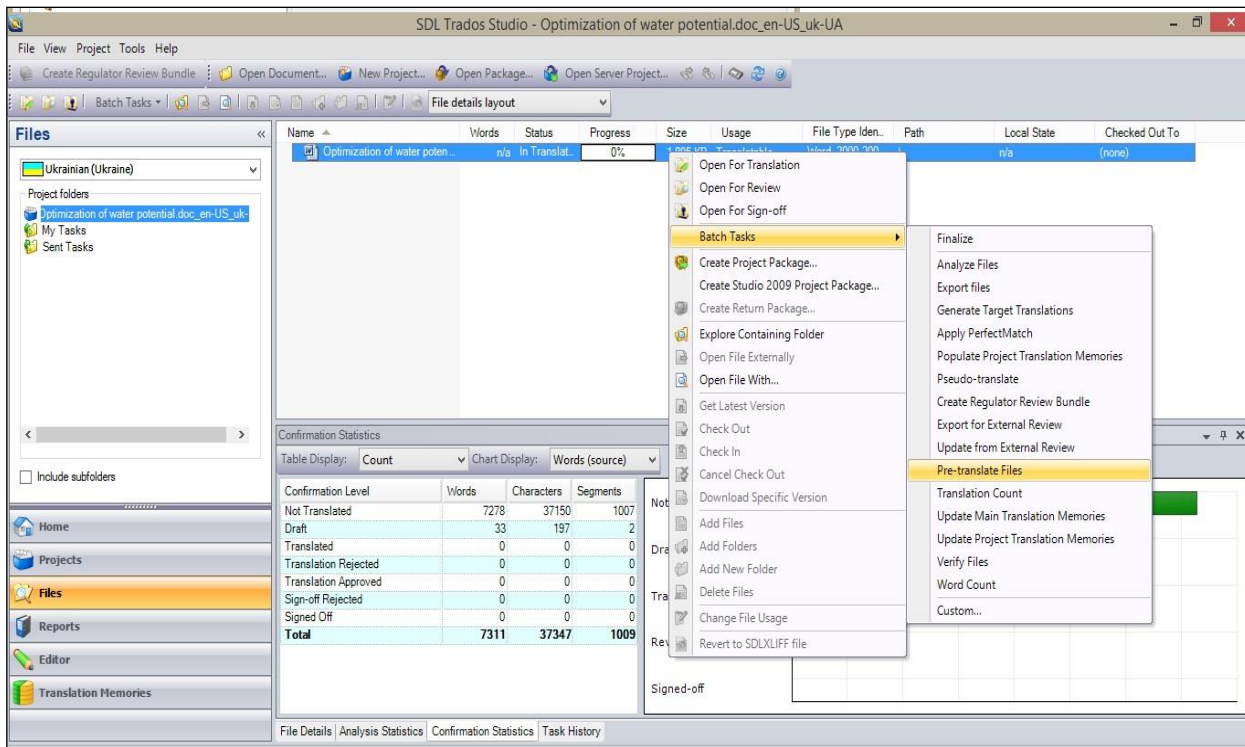 SDL Trados Studio - Optimization of water potential.doc_en-US_uk-UA
File View Project Tools Help
Create Regulator Review Bundle Open Document... New Project... Open Package... Open Server Project...
Batch Tasks File details layout
Files
Ukrainian (Ukraine)
Project folders
Optimization of water potential.doc_en-US_uk-
My Tasks
Sent Tasks
Include subfolders
Home
Projects
Files
Reports
Editor
Translation Memories
Name Words Status Progress Size Usage File Type Iden.. Path Local State Checked Out To
Optimization of water poten... n/a In Translat.. 0% n/a (none)
Open For Translation
Open For Review
Open For Sign-off
Batch Tasks
Create Project Package...
Create Studio 2009 Project Package...
Create Return Package...
Explore Containing Folder
Open File Externally
Open File With...
Get Latest Version
Check Out
Check In
Cancel Check Out
Download Specific Version
Add Files
Add Folders
Add New Folder
Delete Files
Change File Usage
Revert to SDLXLIFF file
Finalize
Analyze Files
Export files
Generate Target Translations
Apply PerfectMatch
Populate Project Translation Memories
Pseudo-translate
Create Regulator Review Bundle
Export for External Review
Update from External Review
Pre-translate Files
Translation Count
Update Main Translation Memories
Update Project Translation Memories
Verify Files
Word Count
Custom...
Confirmation Statistics
Table Display: Count Chart Display: Words (source)
Confirmation Level Words Characters Segments
Not Translated 7278 37150 1007
Draft 33 197 2
Translated 0 0 0
Translation Rejected 0 0 0
Translation Approved 0 0 0
Sign-off Rejected 0 0 0
Signed Off 0 0 0
Total 7311 37347 1009
Not
Dra
Tra
Rev
Signed-off
File Details Analysis Statistics Confirmation Statistics Task History